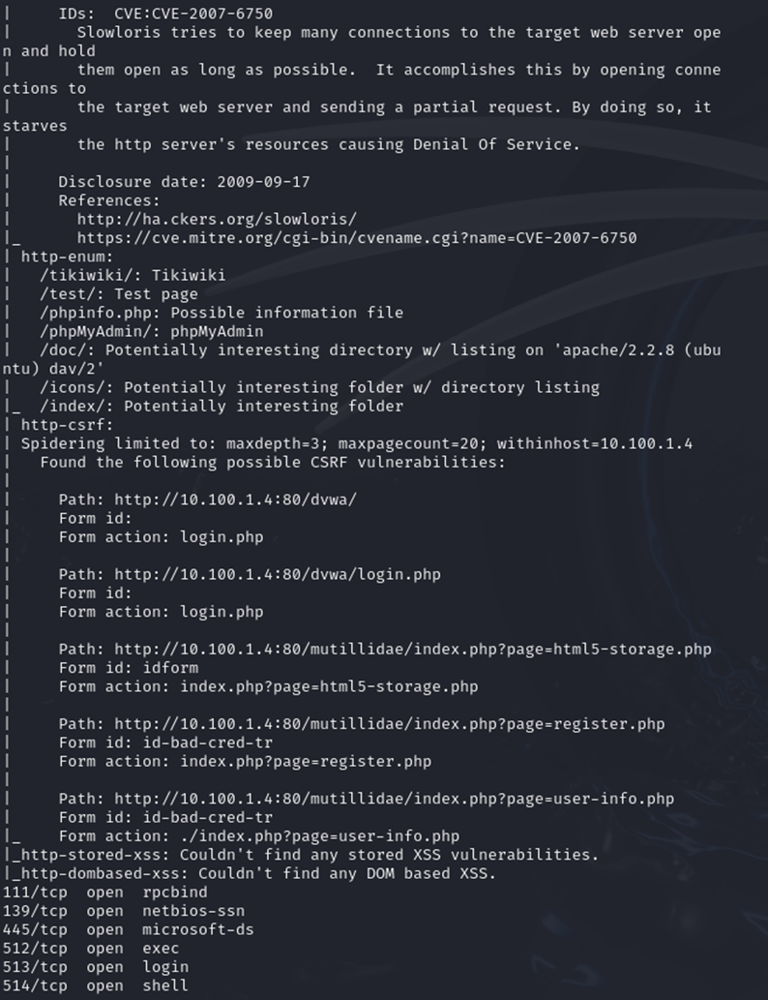 |     IDs:  CVE:CVE-2007-6750
|       Slowloris tries to keep many connections to the target web server ope
n and hold
|       them open as long as possible.  It accomplishes this by opening conne
ctions to
|       the target web server and sending a partial request. By doing so, it
starves
|       the http server's resources causing Denial Of Service.
|
|     Disclosure date: 2009-09-17
|     References:
|       http://ha.ckers.org/slowloris/
|_      https://cve.mitre.org/cgi-bin/cvename.cgi?name=CVE-2007-6750
| http-enum:
|   /tikiwiki/: Tikiwiki
|   /test/: Test page
|   /phpinfo.php: Possible information file
|   /phpMyAdmin/: phpMyAdmin
|   /doc/: Potentially interesting directory w/ listing on 'apache/2.2.8 (ubu
ntu) dav/2'
|   /icons/: Potentially interesting folder w/ directory listing
|_  /index/: Potentially interesting folder
| http-csrf:
| Spidering limited to: maxdepth=3; maxpagecount=20; withinhost=10.100.1.4
|   Found the following possible CSRF vulnerabilities:
|
|     Path: http://10.100.1.4:80/dvwa/
|     Form id:
|     Form action: login.php
|
|     Path: http://10.100.1.4:80/dvwa/login.php
|     Form id:
|     Form action: login.php
|
|     Path: http://10.100.1.4:80/mutillidae/index.php?page=html5-storage.php
|     Form id: idform
|     Form action: index.php?page=html5-storage.php
|
|     Path: http://10.100.1.4:80/mutillidae/index.php?page=register.php
|     Form id: id-bad-cred-tr
|     Form action: index.php?page=register.php
|
|     Path: http://10.100.1.4:80/mutillidae/index.php?page=user-info.php
|     Form id: id-bad-cred-tr
|_    Form action: ./index.php?page=user-info.php
|_http-stored-xss: Couldn't find any stored XSS vulnerabilities.
|_http-dombased-xss: Couldn't find any DOM based XSS.
111/tcp  open  rpcbind
139/tcp  open  netbios-ssn
445/tcp  open  microsoft-ds
512/tcp  open  exec
513/tcp  open  login
514/tcp  open  shell